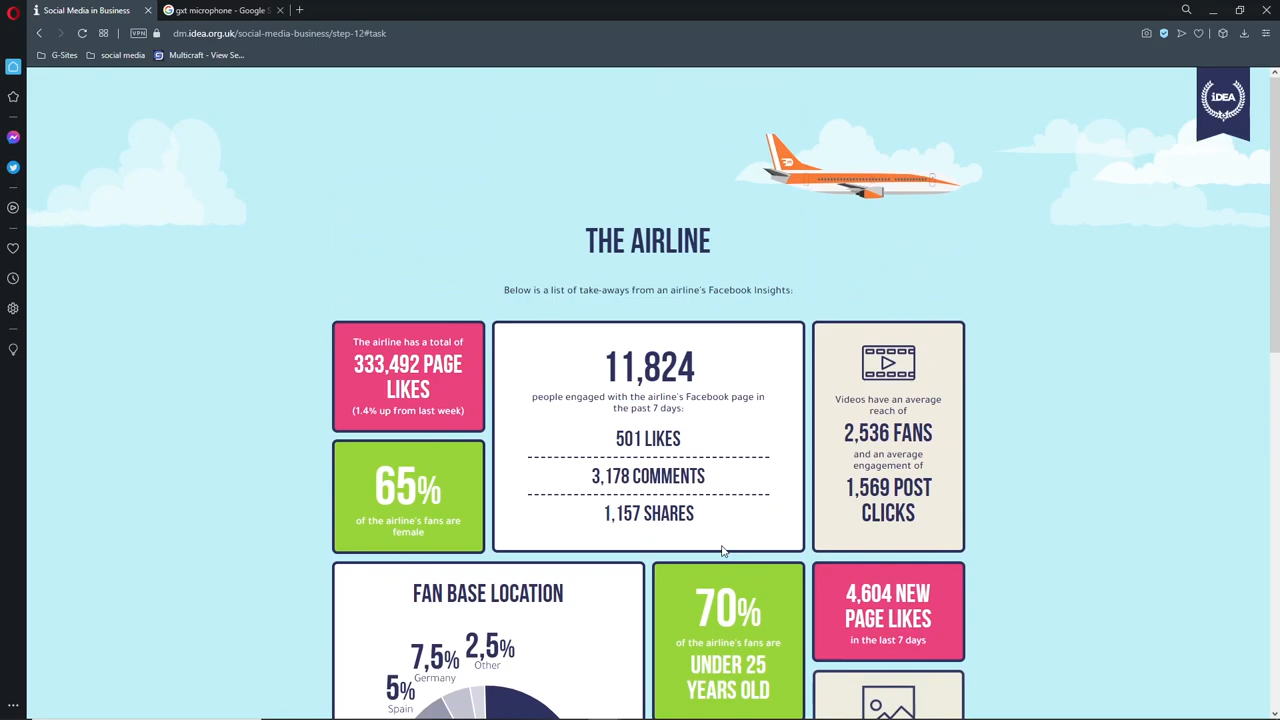 Social Media in Business
gxt microphone - Google S
VPN
dm.idea.org.uk/social-media-business/step-12#task
G-Sites
social media
Multicraft - View Se...
iDEA
THE AIRLINE
Below is a list of take-aways from an airline's Facebook Insights:
The airline has a total of
333,492 PAGE
LIKES
(1.4% up from last week)
65%
of the airline's fans are
female
11,824
people engaged with the airline's Facebook page in
the past 7 days:
501 LIKES
3,178 COMMENTS
1,157 SHARES
Videos have an average
reach of
2,536 FANS
and an average
engagement of
1,569 POST
CLICKS
FAN BASE LOCATION
2,5%
Other
7,5%
Germany
5%
Spain
70%
of the airline's fans are
UNDER 25
YEARS OLD
4,604 NEW
PAGE LIKES
in the last 7 days